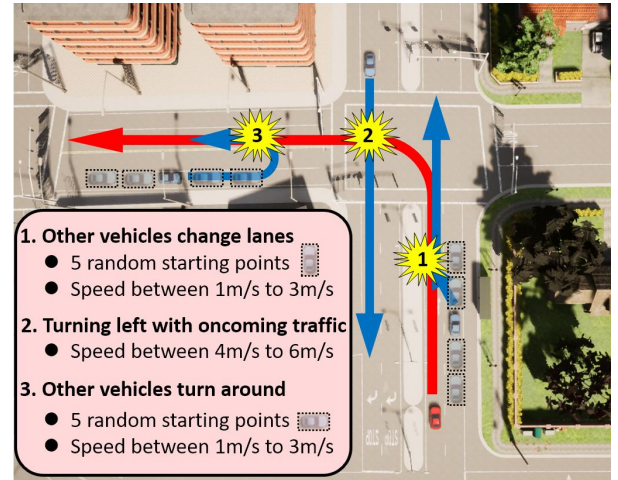 3
2
1
1. Other vehicles change lanes
● 5 random starting points
● Speed between 1m/s to 3m/s
2. Turning left with oncoming traffic
● Speed between 4m/s to 6m/s
3. Other vehicles turn around
● 5 random starting points
● Speed between 1m/s to 3m/s
STOP STOP